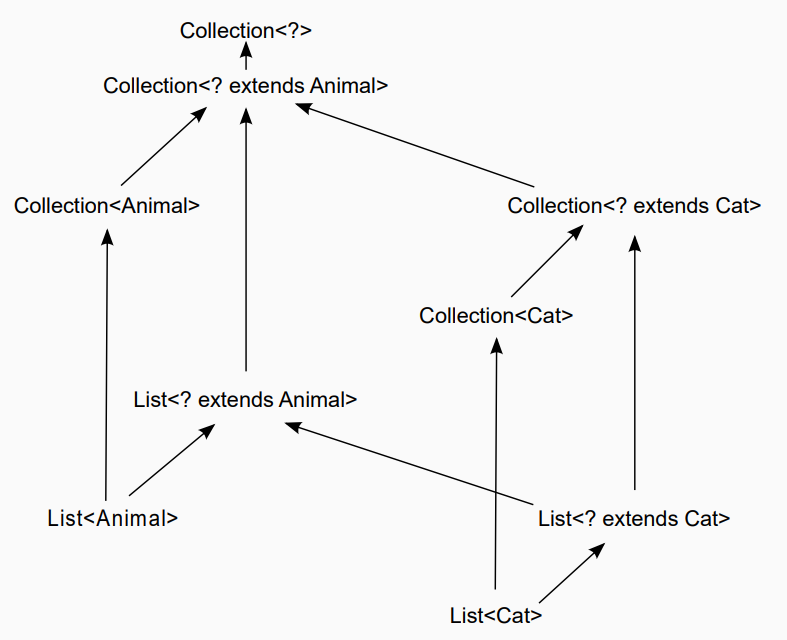 Collection<?>
Collection<? extends Animal>
Collection<Animal>
Collection<? extends Cat>
Collection<Cat>
List<? extends Animal>
List<Animal>
List<? extends Cat>
List<Cat>